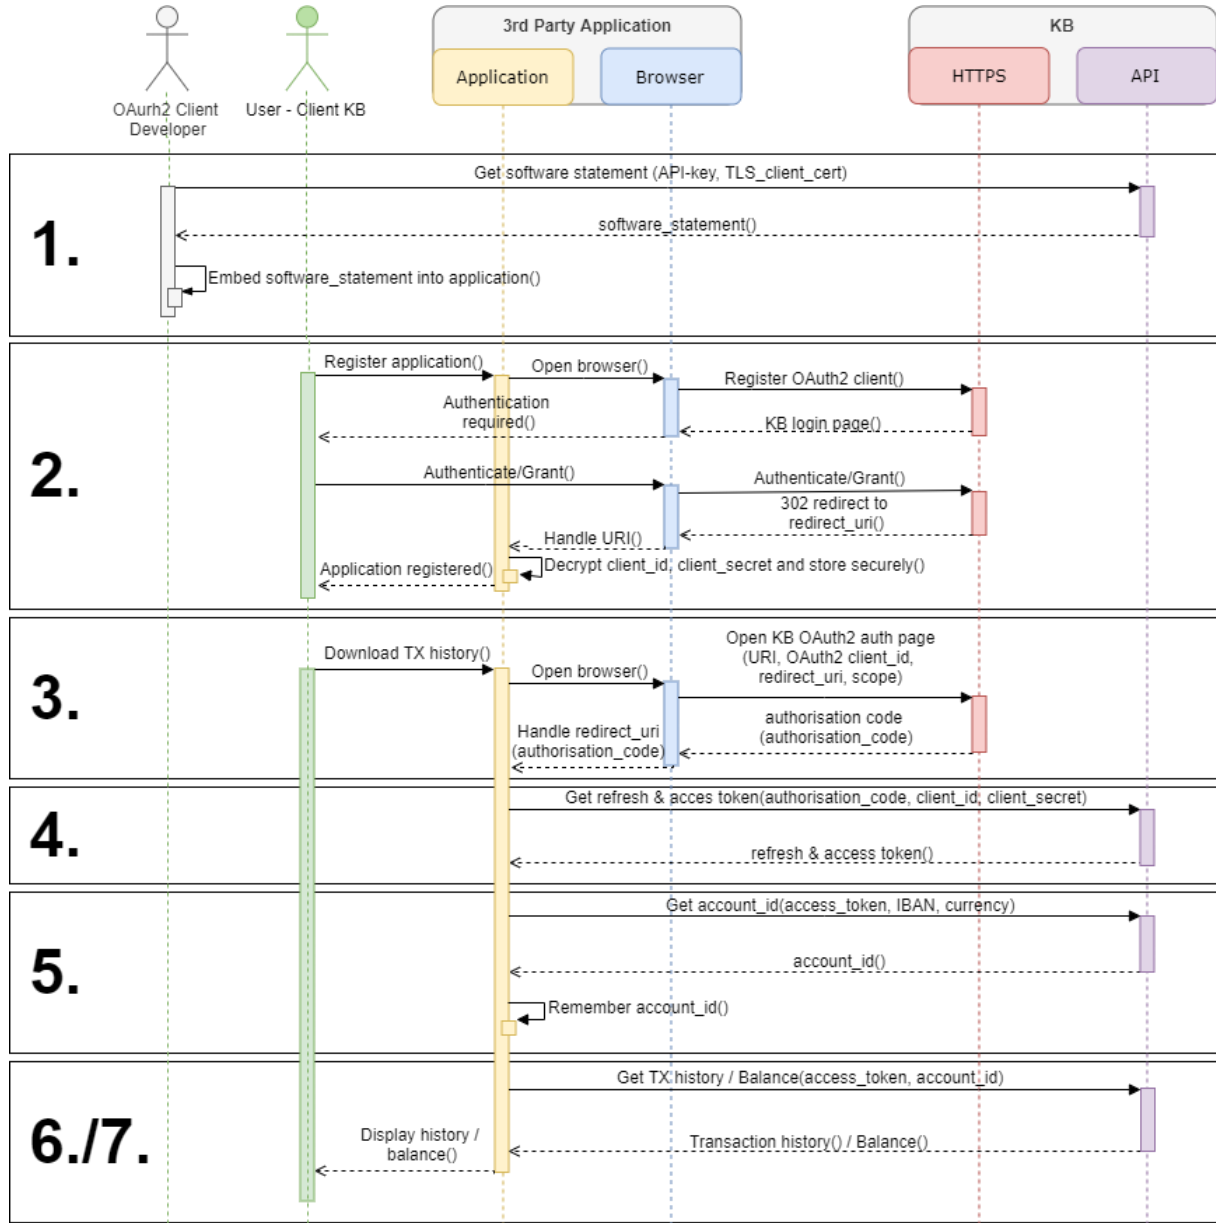 3rd Party Application
KB
Application
Browser
HTTPS
API
OAurh2 Client
Developer
User - Client KB
1.
Get software statement (API-key, TLS_client_cert)
software_statement()
Embed software_statement into application()
2.
Register application()
Open browser()
Register OAuth2 client()
Authentication
required()
KB login page()
Authenticate/Grant()
Authenticate/Grant()
302 redirect to
redirect_uri()
Handle URI()
Decrypt client_id, client_secret and store securely()
Application registered()
3.
Download TX history()
Open browser()
Open KB OAuth2 auth page
(URI, OAuth2 client_id,
redirect_uri, scope)
authorisation code
(authorisation_code)
Handle redirect_uri
(authorisation_code)
4.
Get refresh & acces token(authorisation_code, client_id, client_secret)
refresh & access token()
5.
Get account_id(access_token, IBAN, currency)
account_id()
Remember account_id()
6./7.
Get TX history / Balance(access_token, account_id)
Transaction history() / Balance()
Display history /
balance()